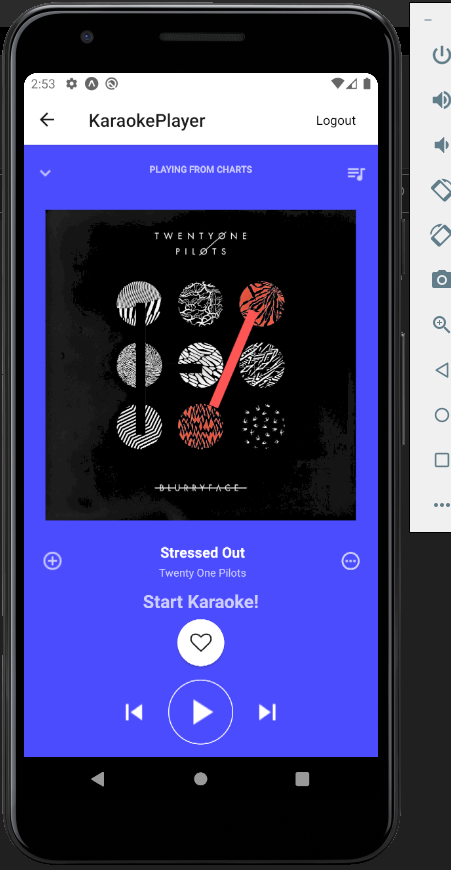 2:53
KaraokePlayer
Logout
PLAYING FROM CHARTS
TWENTY ONE
PILOTS
BLURRYFACE
Stressed Out
Twenty One Pilots
Start Karaoke!